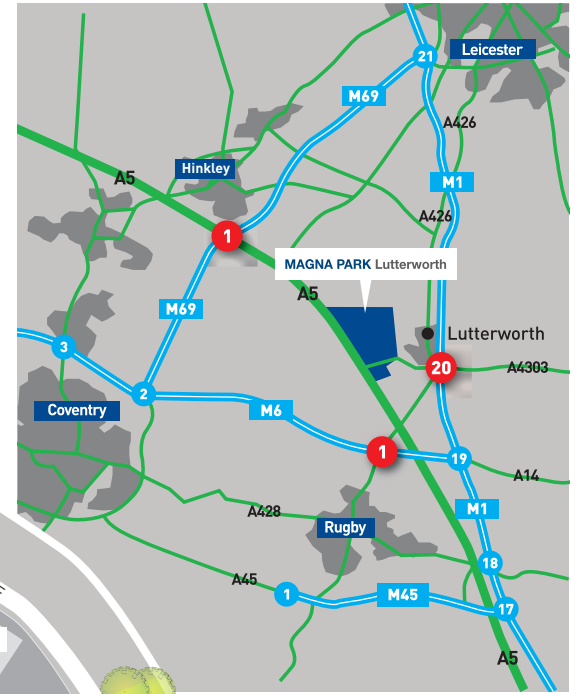 Leicester
21
M69
A426
Hinkley
A5
M1
A426
1
MAGNA PARK Lutterworth
A5
M69
Lutterworth
3
20
A4303
2
Coventry
M6
1
19
A14
M1
A428
Rugby
18
A45
1
M45
17
A5